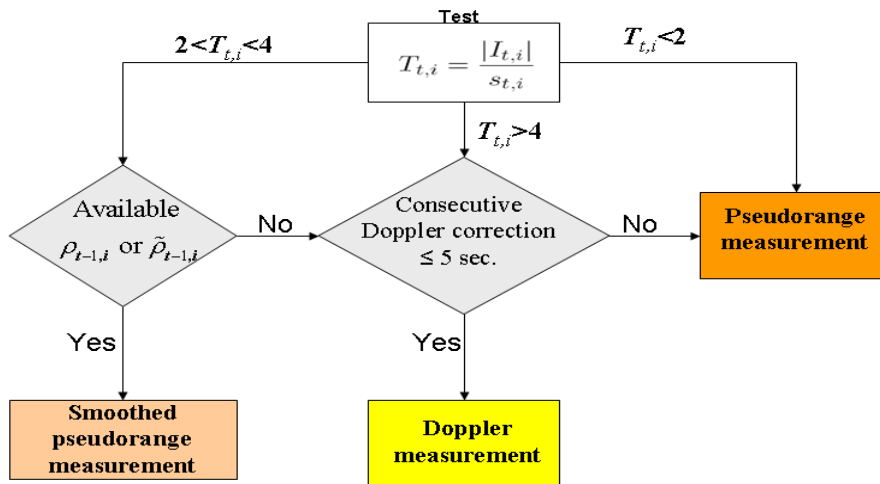 Test
2<T_{t,i}<4
T_{t,i} = |I_{t,i}| / s_{t,i}
T_{t,i}<2
T_{t,i}>4
Available
ρ_{t−1,i} or ρ̃_{t−1,i}
No
Consecutive
Doppler correction
≤ 5 sec.
No
Pseudorange
measurement
Yes
Yes
Smoothed
pseudorange
measurement
Doppler
measurement